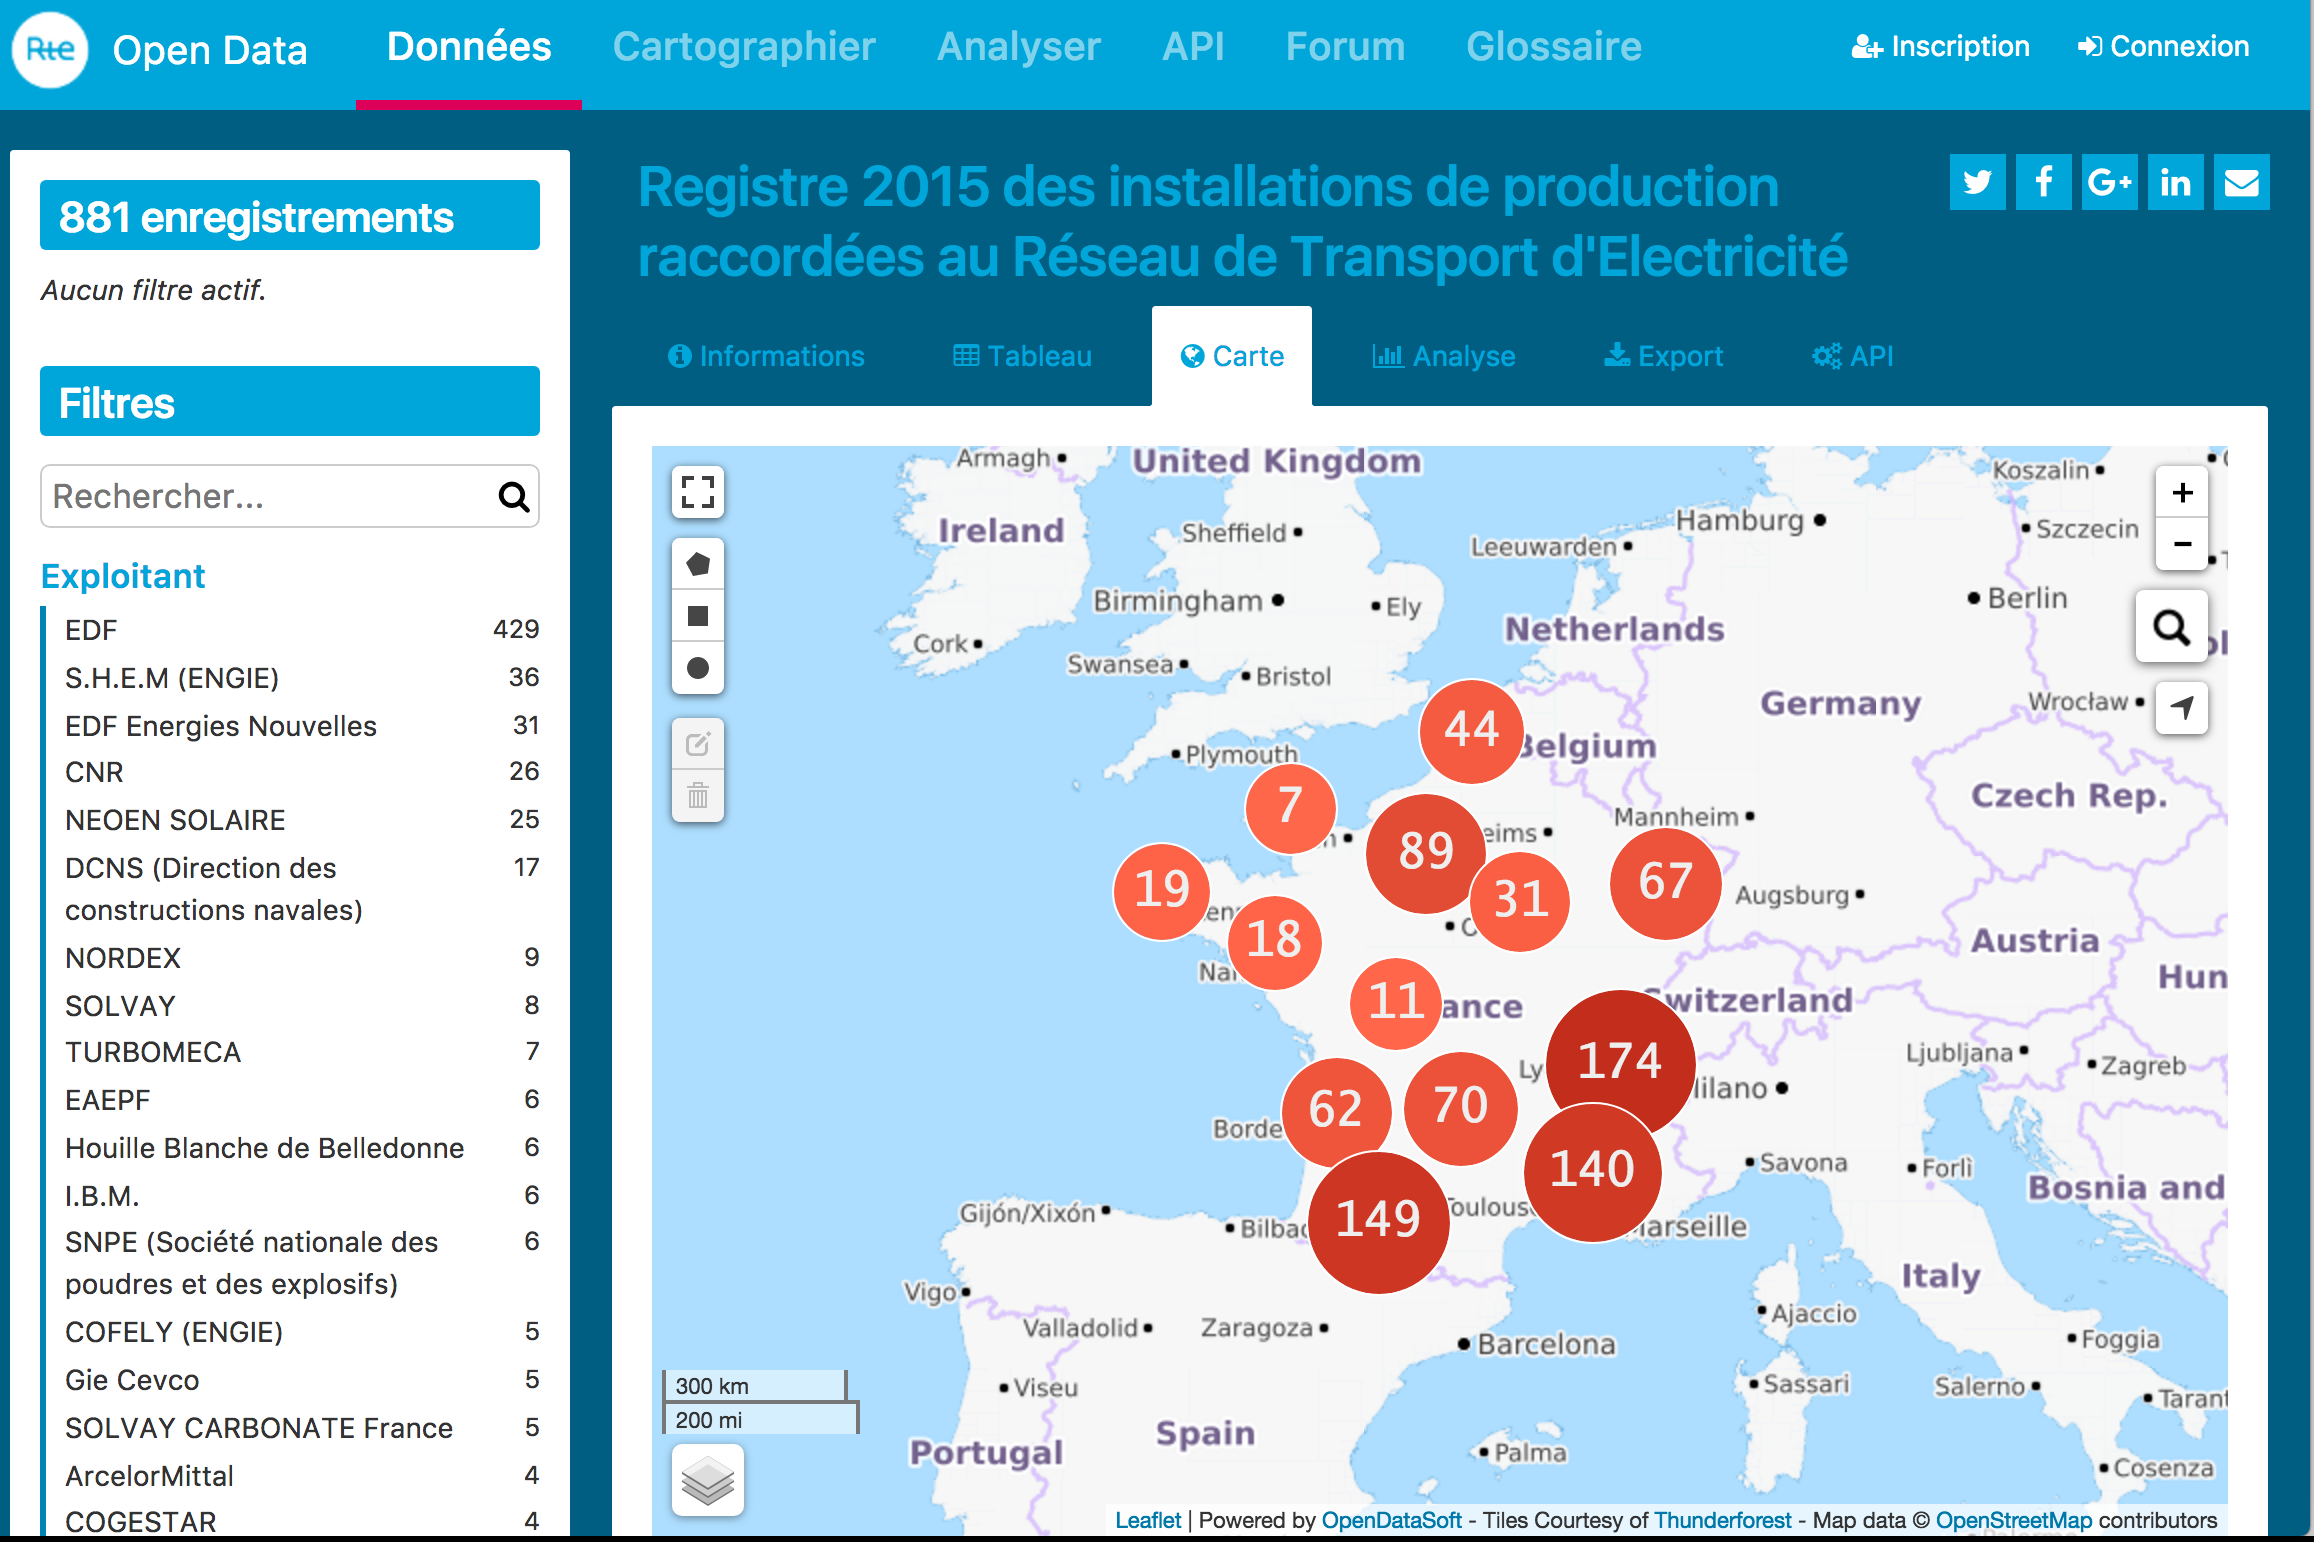 Rte Open Data
Données
Cartographier
Analyser
API
Forum
Glossaire
Inscription
Connexion
881 enregistrements
Aucun filtre actif.
Filtres
Rechercher...
Exploitant
EDF 429
S.H.E.M (ENGIE) 36
EDF Energies Nouvelles 31
CNR 26
NEOEN SOLAIRE 25
DCNS (Direction des 17
constructions navales)
NORDEX 9
SOLVAY 8
TURBOMECA 7
EAEPF 6
Houille Blanche de Belledonne 6
I.B.M. 6
SNPE (Société nationale des 6
poudres et des explosifs)
COFELY (ENGIE) 5
Gie Cevco 5
SOLVAY CARBONATE France 5
ArcelorMittal 4
COGESTAR 4
Registre 2015 des installations de production
raccordées au Réseau de Transport d'Electricité
G+
in
Informations
Tableau
Carte
Analyse
Export
API
Armagh
United Kingdom
Koszalin
+
Ireland
Sheffield
Leeuwarden
Hamburg
Szczecin
−
Birmingham
Ely
Berlin
Cork
Netherlands
Swansea
Bristol
Germany
Wrocław
44
Belgium
Plymouth
7
Czech Rep.
Mannheim
89
eims
19
31
67
Augsburg
18
Austria
Nan
Hun
11
ance
Switzerland
174
Ly
Ljubljana
Zagreb
62
70
Milano
Borde
140
Savona
Forlì
Bosnia and
Gijón/Xixón
Bilba
149
Toulous
Marseille
Italy
Vigo
Valladolid
Zaragoza
Barcelona
Ajaccio
Foggia
300 km
200 mi
Viseu
Sassari
Salerno
Tarant
Portugal
Spain
Palma
Cosenza
Leaflet | Powered by OpenDataSoft - Tiles Courtesy of Thunderforest - Map data © OpenStreetMap contributors